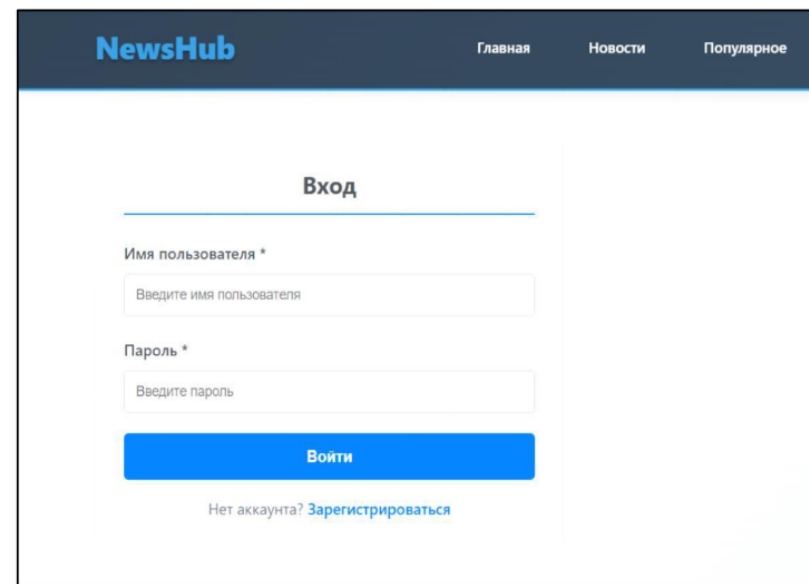 NewsHub Главная Новости Популярное
Вход
Имя пользователя *
Введите имя пользователя
Пароль *
Введите пароль
Войти
Нет аккаунта? Зарегистрироваться